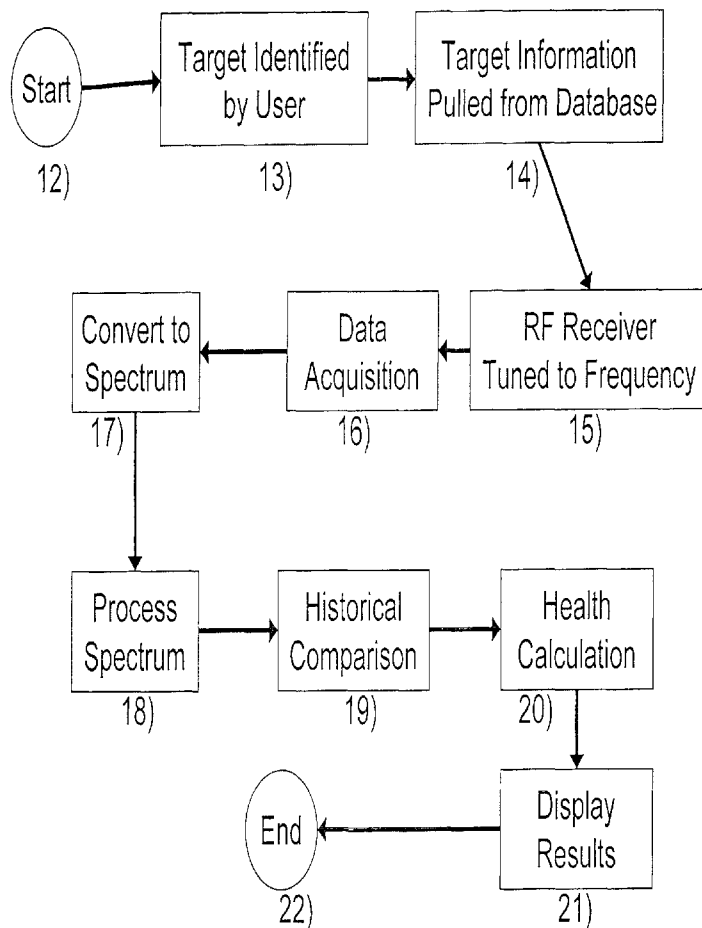 Start
Target Identified
by User
Target Information
Pulled from Database
12)
13)
14)
RF Receiver
Tuned to Frequency
Data
Acquisition
Convert to
Spectrum
15)
16)
17)
Process
Spectrum
Historical
Comparison
Health
Calculation
18)
19)
20)
Display
Results
End
21)
22)